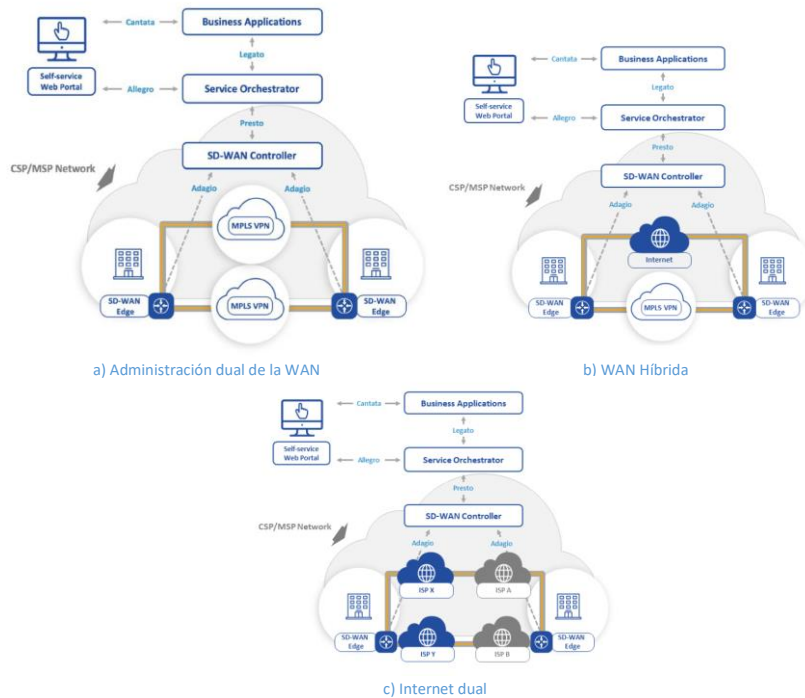 Cantata
Business Applications
Legato
Self-service
Web Portal
Allegro
Service Orchestrator
Presto
CSP/MSP Network
SD-WAN Controller
Adagio
Adagio
MPLS VPN
MPLS VPN
SD-WAN
Edge
SD-WAN
Edge
a) Administración dual de la WAN
Cantata
Business Applications
Legato
Self-service
Web Portal
Allegro
Service Orchestrator
Presto
CSP/MSP Network
SD-WAN Controller
Adagio
Adagio
Internet
MPLS VPN
SD-WAN
Edge
SD-WAN
Edge
b) WAN Híbrida
Cantata
Business Applications
Legato
Self-service
Web Portal
Allegro
Service Orchestrator
Presto
CSP/MSP Network
SD-WAN Controller
Adagio
Adagio
ISP X
ISP A
SD-WAN
Edge
ISP Y
ISP B
SD-WAN
Edge
c) Internet dual